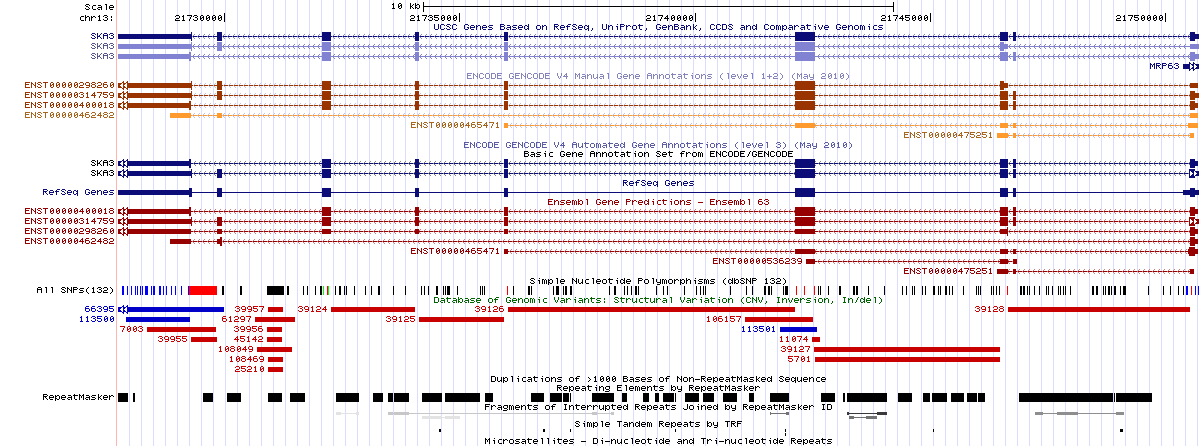 Scale 10 kb
chr13: 21730000 21735000 21740000 21745000 21750000
UCSC Genes Based on RefSeq, UniProt, GenBank, CCDS and Comparative Genomics
SKA3
SKA3
SKA3
MRP63
ENCODE GENCODE V4 Manual Gene Annotations (level 1+2) (May 2010)
ENST00000298260
ENST00000314759
ENST00000400018
ENST00000462482
ENST00000465471
ENST00000475251
ENCODE GENCODE V4 Automated Gene Annotations (level 3) (May 2010)
Basic Gene Annotation Set from ENCODE/GENCODE
SKA3
SKA3
RefSeq Genes
RefSeq Genes
Ensembl Gene Predictions - Ensembl 63
ENST00000400018
ENST00000314759
ENST00000298260
ENST00000462482
ENST00000465471
ENST00000536239
ENST00000475251
Simple Nucleotide Polymorphisms (dbSNP 132)
All SNPs(132)
Database of Genomic Variants: Structural Variation (CNV, Inversion, In/del)
66395 39957 39124 39126 39128
113500 61297 39125 106157
7003 39956 113501
39955 45142 11074
108049 39127
108469 5701
25210
Duplications of >1000 Bases of Non-RepeatMasked Sequence
Repeating Elements by RepeatMasker
RepeatMasker
Fragments of Interrupted Repeats Joined by RepeatMasker ID
Simple Tandem Repeats by TRF
Microsatellites - Di-nucleotide and Tri-nucleotide Repeats